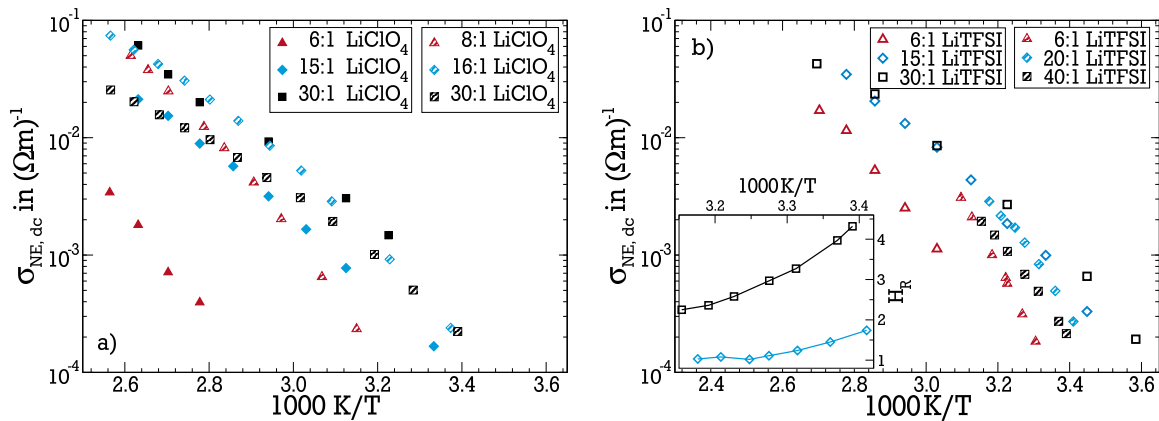 a)
σNE, dc in (Ωm)-1
10-1
10-2
10-3
10-4
6:1 LiClO4
8:1 LiClO4
15:1 LiClO4
16:1 LiClO4
30:1 LiClO4
30:1 LiClO4
2.6 2.8 3.0 3.2 3.4 3.6
1000 K/T
b)
σNE, dc in (Ωm)-1
10-1
10-2
10-3
10-4
6:1 LiTFSI
6:1 LiTFSI
15:1 LiTFSI
20:1 LiTFSI
30:1 LiTFSI
40:1 LiTFSI
1000 K/T
3.2 3.3 3.4
4
3
2
1
HR
2.4 2.6 2.8 3.0 3.2 3.4 3.6
1000 K/T